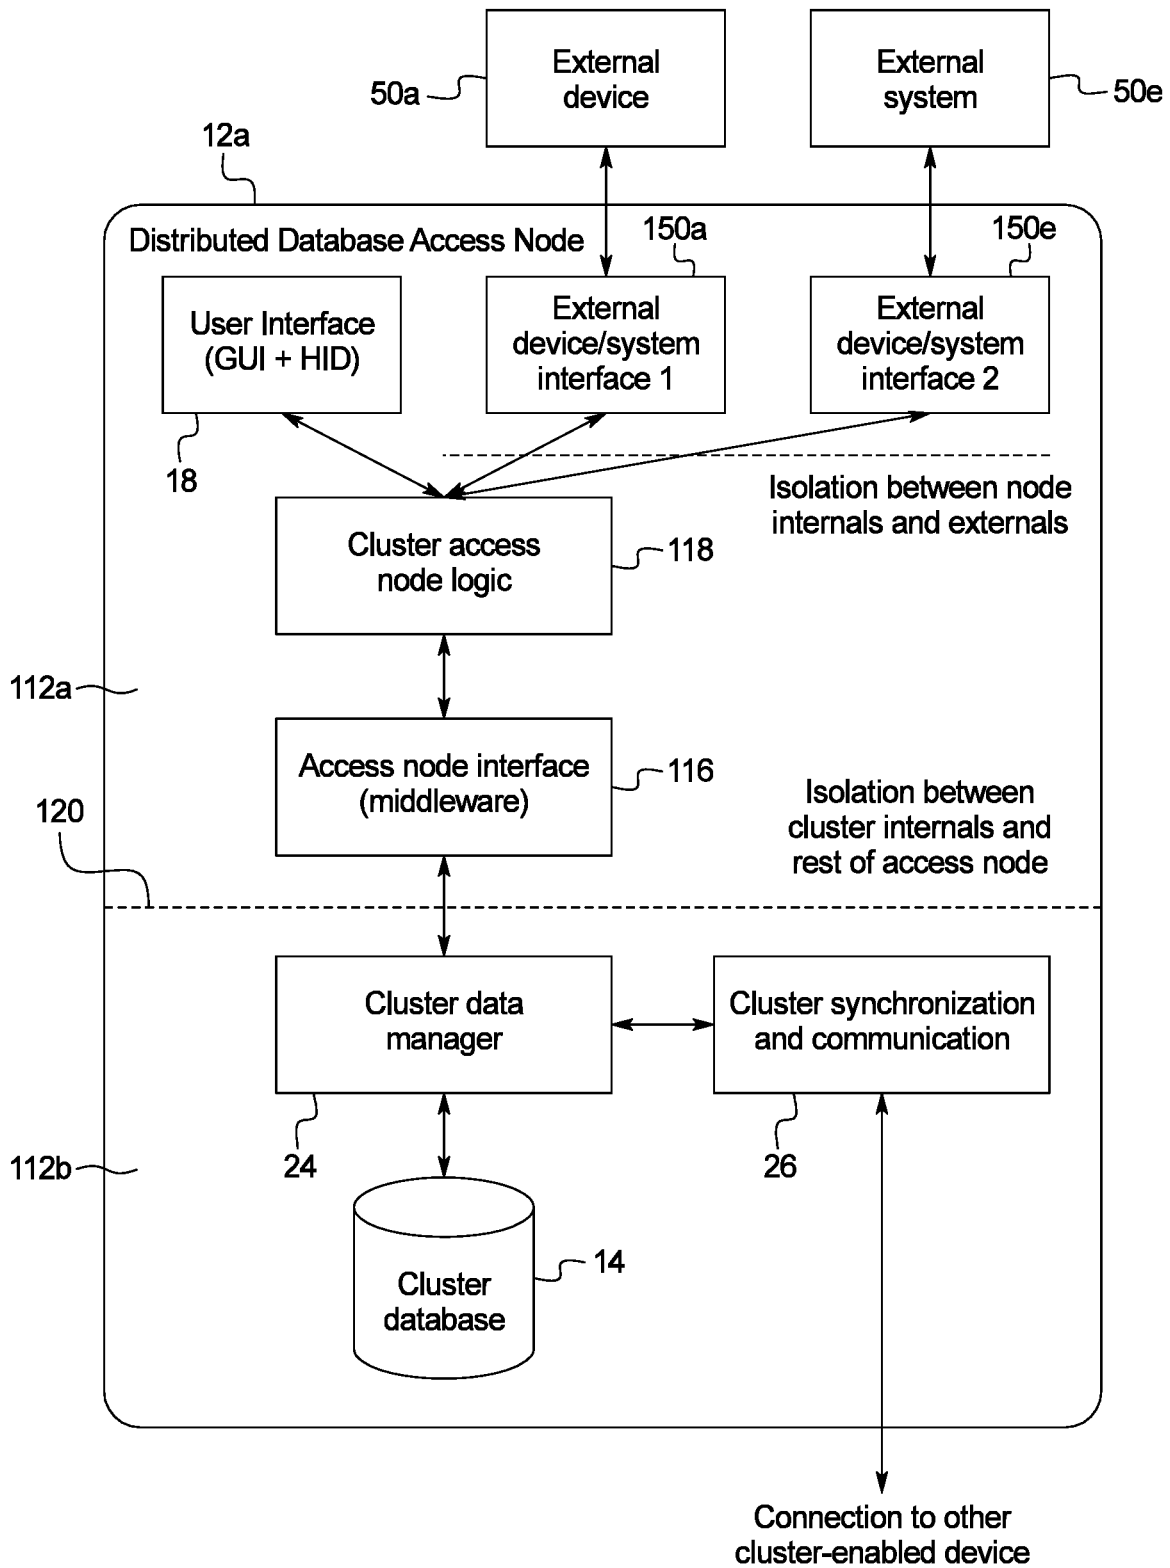 External
device
50a
External
system
50e
12a
Distributed Database Access Node
150a
150e
User Interface
(GUI + HID)
External
device/system
interface 1
External
device/system
interface 2
18
Isolation between node
internals and externals
Cluster access
node logic
118
112a
Access node interface
(middleware)
116
120
Isolation between
cluster internals and
rest of access node
Cluster data
manager
Cluster synchronization
and communication
24
26
112b
Cluster
database
14
Connection to other
cluster-enabled device